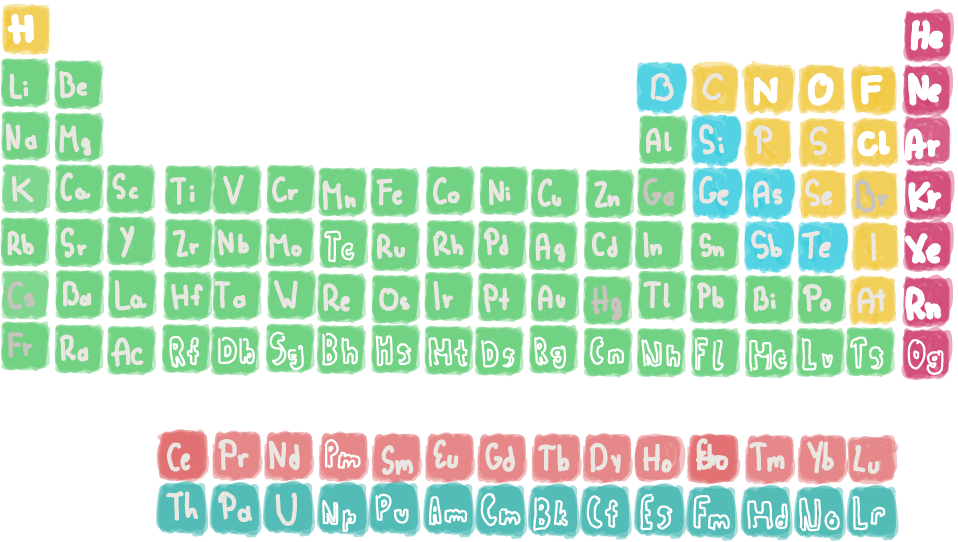 H He
Li Be B C N O F Ne
Na Mg Al Si P S Cl Ar
K Ca Sc Ti V Cr Mn Fe Co Ni Cu Zn Ga Ge As Se Br Kr
Rb Sr Y Zr Nb Mo Tc Ru Rh Pd Ag Cd In Sn Sb Te I Xe
Cs Ba La Hf Ta W Re Os Ir Pt Au Hg Tl Pb Bi Po At Rn
Fr Ra Ac Rf Db Sg Bh Hs Mt Ds Rg Cn Nh Fl Mc Lv Ts Og
Ce Pr Nd Pm Sm Eu Gd Tb Dy Ho Tm Yb Lu
Th Pa U Np Pu Am Cm Bk Cf Es Fm Md No Lr